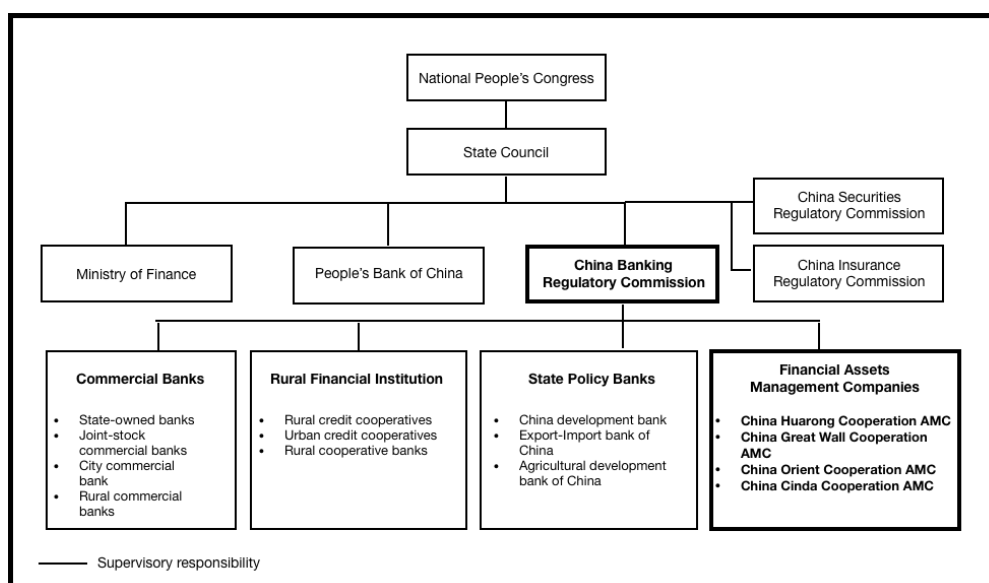 National People's Congress
State Council
China Securities
Regulatory Commission
Ministry of Finance
People's Bank of China
China Banking
Regulatory Commission
China Insurance
Regulatory Commission
Commercial Banks
• State-owned banks
• Joint-stock
commercial banks
• City commercial
bank
• Rural commercial
banks
Rural Financial Institution
• Rural credit cooperatives
• Urban credit cooperatives
• Rural cooperative banks
State Policy Banks
• China development bank
• Export-Import bank of
China
• Agricultural development
bank of China
Financial Assets
Management Companies
• China Huarong Cooperation AMC
• China Great Wall Cooperation
AMC
• China Orient Cooperation AMC
• China Cinda Cooperation AMC
Supervisory responsibility